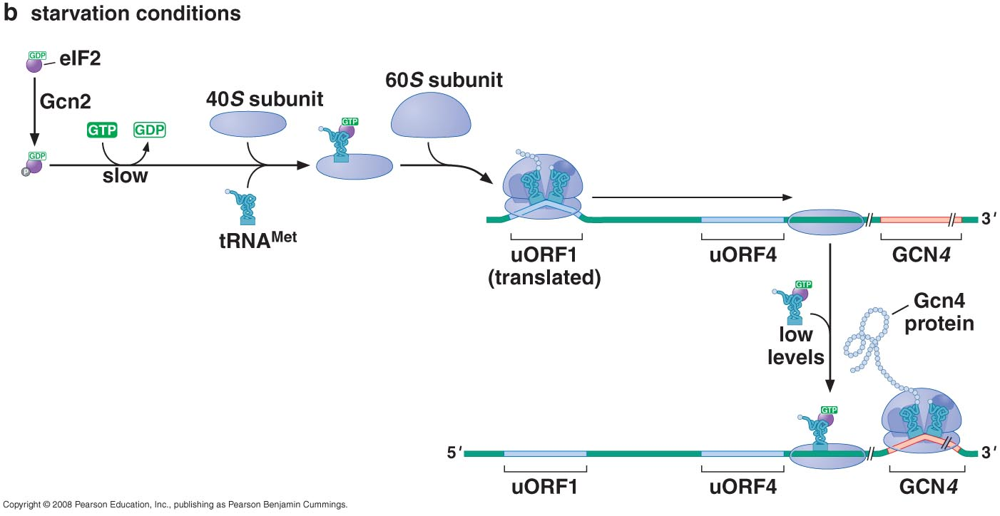 b starvation conditions
GDP
eIF2
Gcn2
GTP
GDP
GDP
P
slow
40S subunit
tRNAMet
GTP
60S subunit
uORF1
(translated)
uORF4
GCN4
3′
GTP
low
levels
Gcn4
protein
GTP
5′
3′
uORF1
uORF4
GCN4
Copyright © 2008 Pearson Education, Inc., publishing as Pearson Benjamin Cummings.